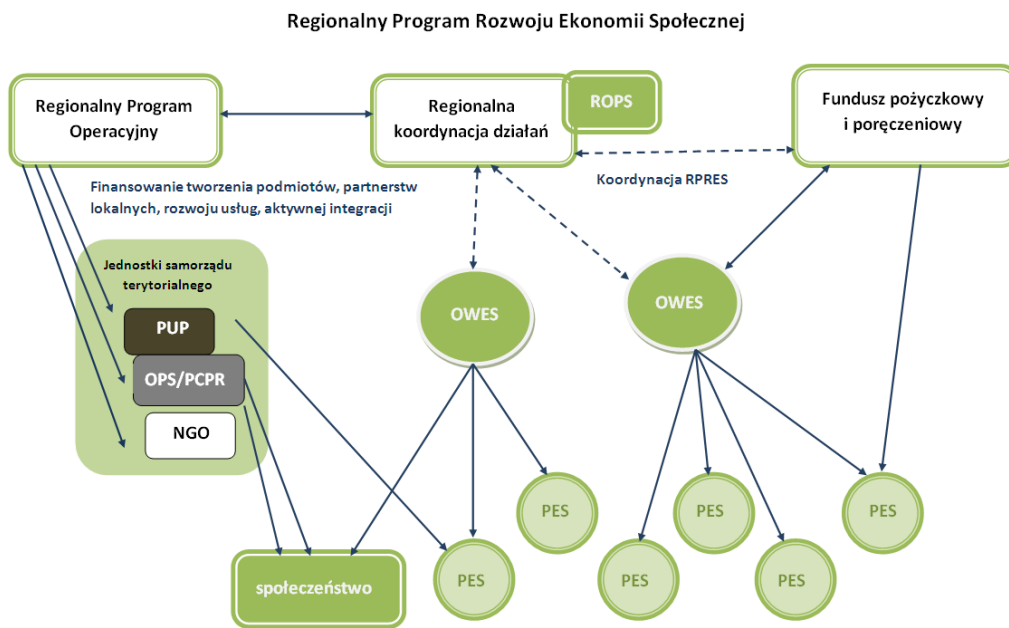 Regionalny Program Rozwoju Ekonomii Społecznej
Regionalny Program
Operacyjny
Regionalna
koordynacja działań
ROPS
Fundusz pożyczkowy
i poręczeniowy
Finansowanie tworzenia podmiotów, partnerstw
lokalnych, rozwoju usług, aktywnej integracji
Koordynacja RPRES
Jednostki samorządu
terytorialnego
PUP
OPS/PCPR
NGO
OWES
OWES
PES
PES
PES
społeczeństwo
PES
PES
PES